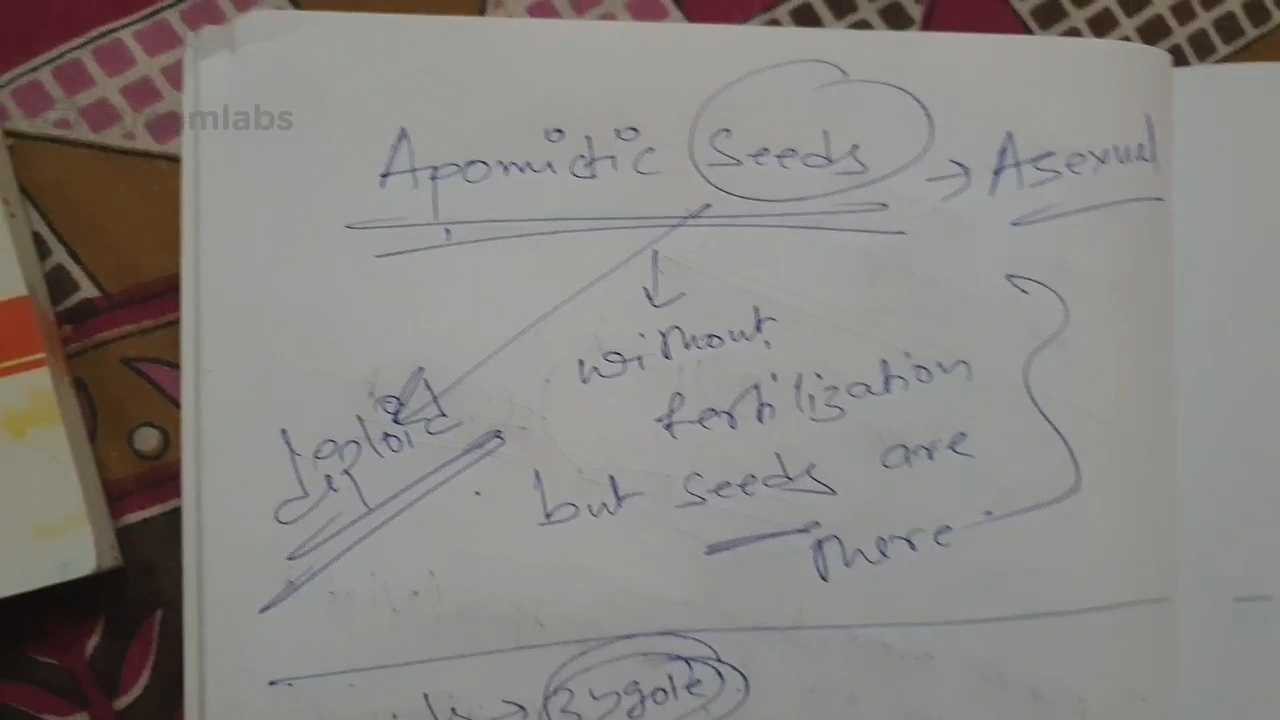 Apomictic Seeds → Asexual
without
fertilization
diploid
but seeds are
there
→ Zygote